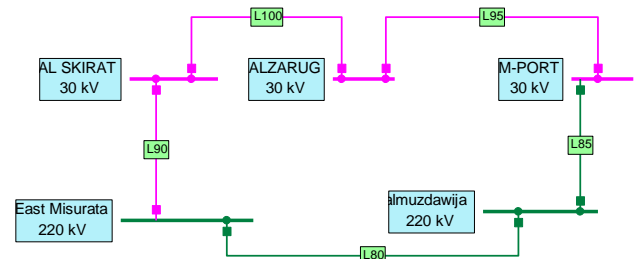 L100
L95
AL SKIRAT
30 kV
ALZARUG
30 kV
M-PORT
30 kV
L90
L85
East Misurata
220 kV
almuzdawija
220 kV
L80